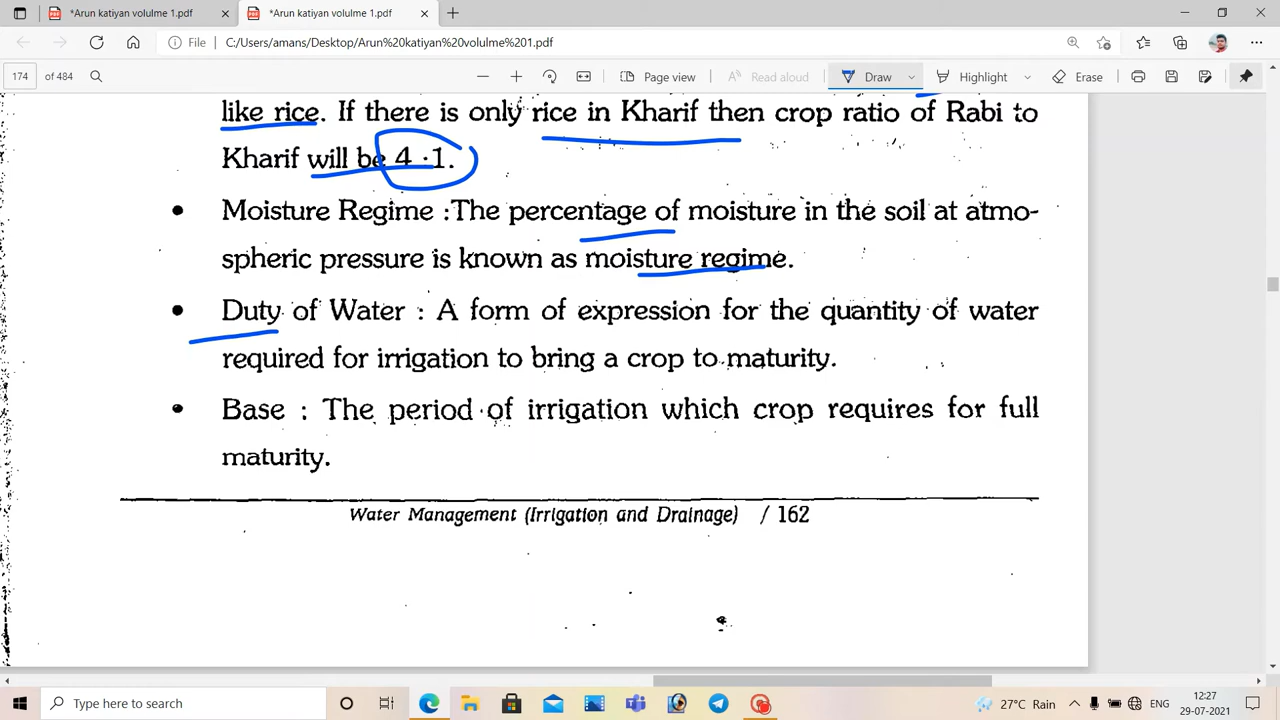 *Arun katiyan volulme 1.pdf
*Arun katiyan volulme 1.pdf
File C:/Users/amans/Desktop/Arun%20katiyan%20volulme%201.pdf
174 of 484 Page view Read aloud Draw Highlight Erase
like rice. If there is only rice in Kharif then crop ratio of Rabi to
Kharif will be 4 : 1.
• Moisture Regime : The percentage of moisture in the soil at atmo-
spheric pressure is known as moisture regime.
• Duty of Water : A form of expression for the quantity of water
required for irrigation to bring a crop to maturity.
• Base : The period of irrigation which crop requires for full
maturity.
Water Management (Irrigation and Drainage) / 162
Type here to search 27°C Rain ENG 12:27
29-07-2021